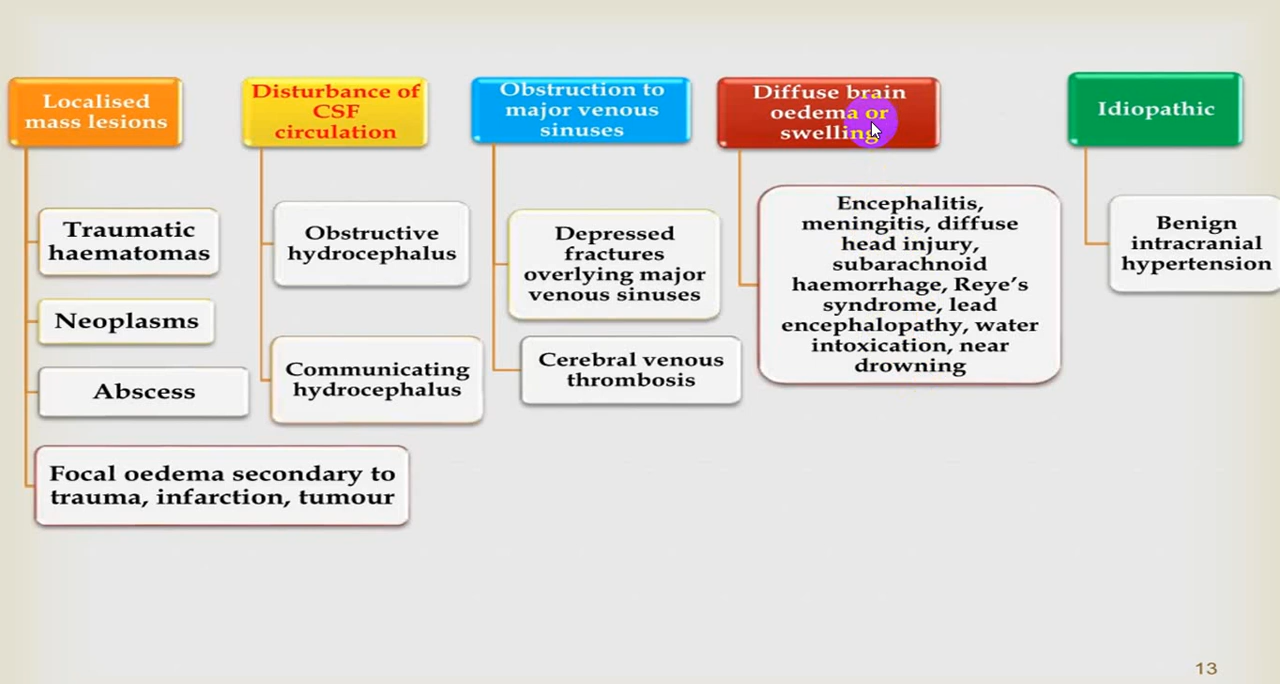 Localised
mass lesions
Traumatic
haematomas
Neoplasms
Abscess
Focal oedema secondary to
trauma, infarction, tumour
Disturbance of
CSF
circulation
Obstructive
hydrocephalus
Communicating
hydrocephalus
Obstruction to
major venous
sinuses
Depressed
fractures
overlying major
venous sinuses
Cerebral venous
thrombosis
Diffuse brain
oedema or
swelling
Encephalitis,
meningitis, diffuse
head injury,
subarachnoid
haemorrhage, Reye's
syndrome, lead
encephalopathy, water
intoxication, near
drowning
Idiopathic
Benign
intracranial
hypertension
13